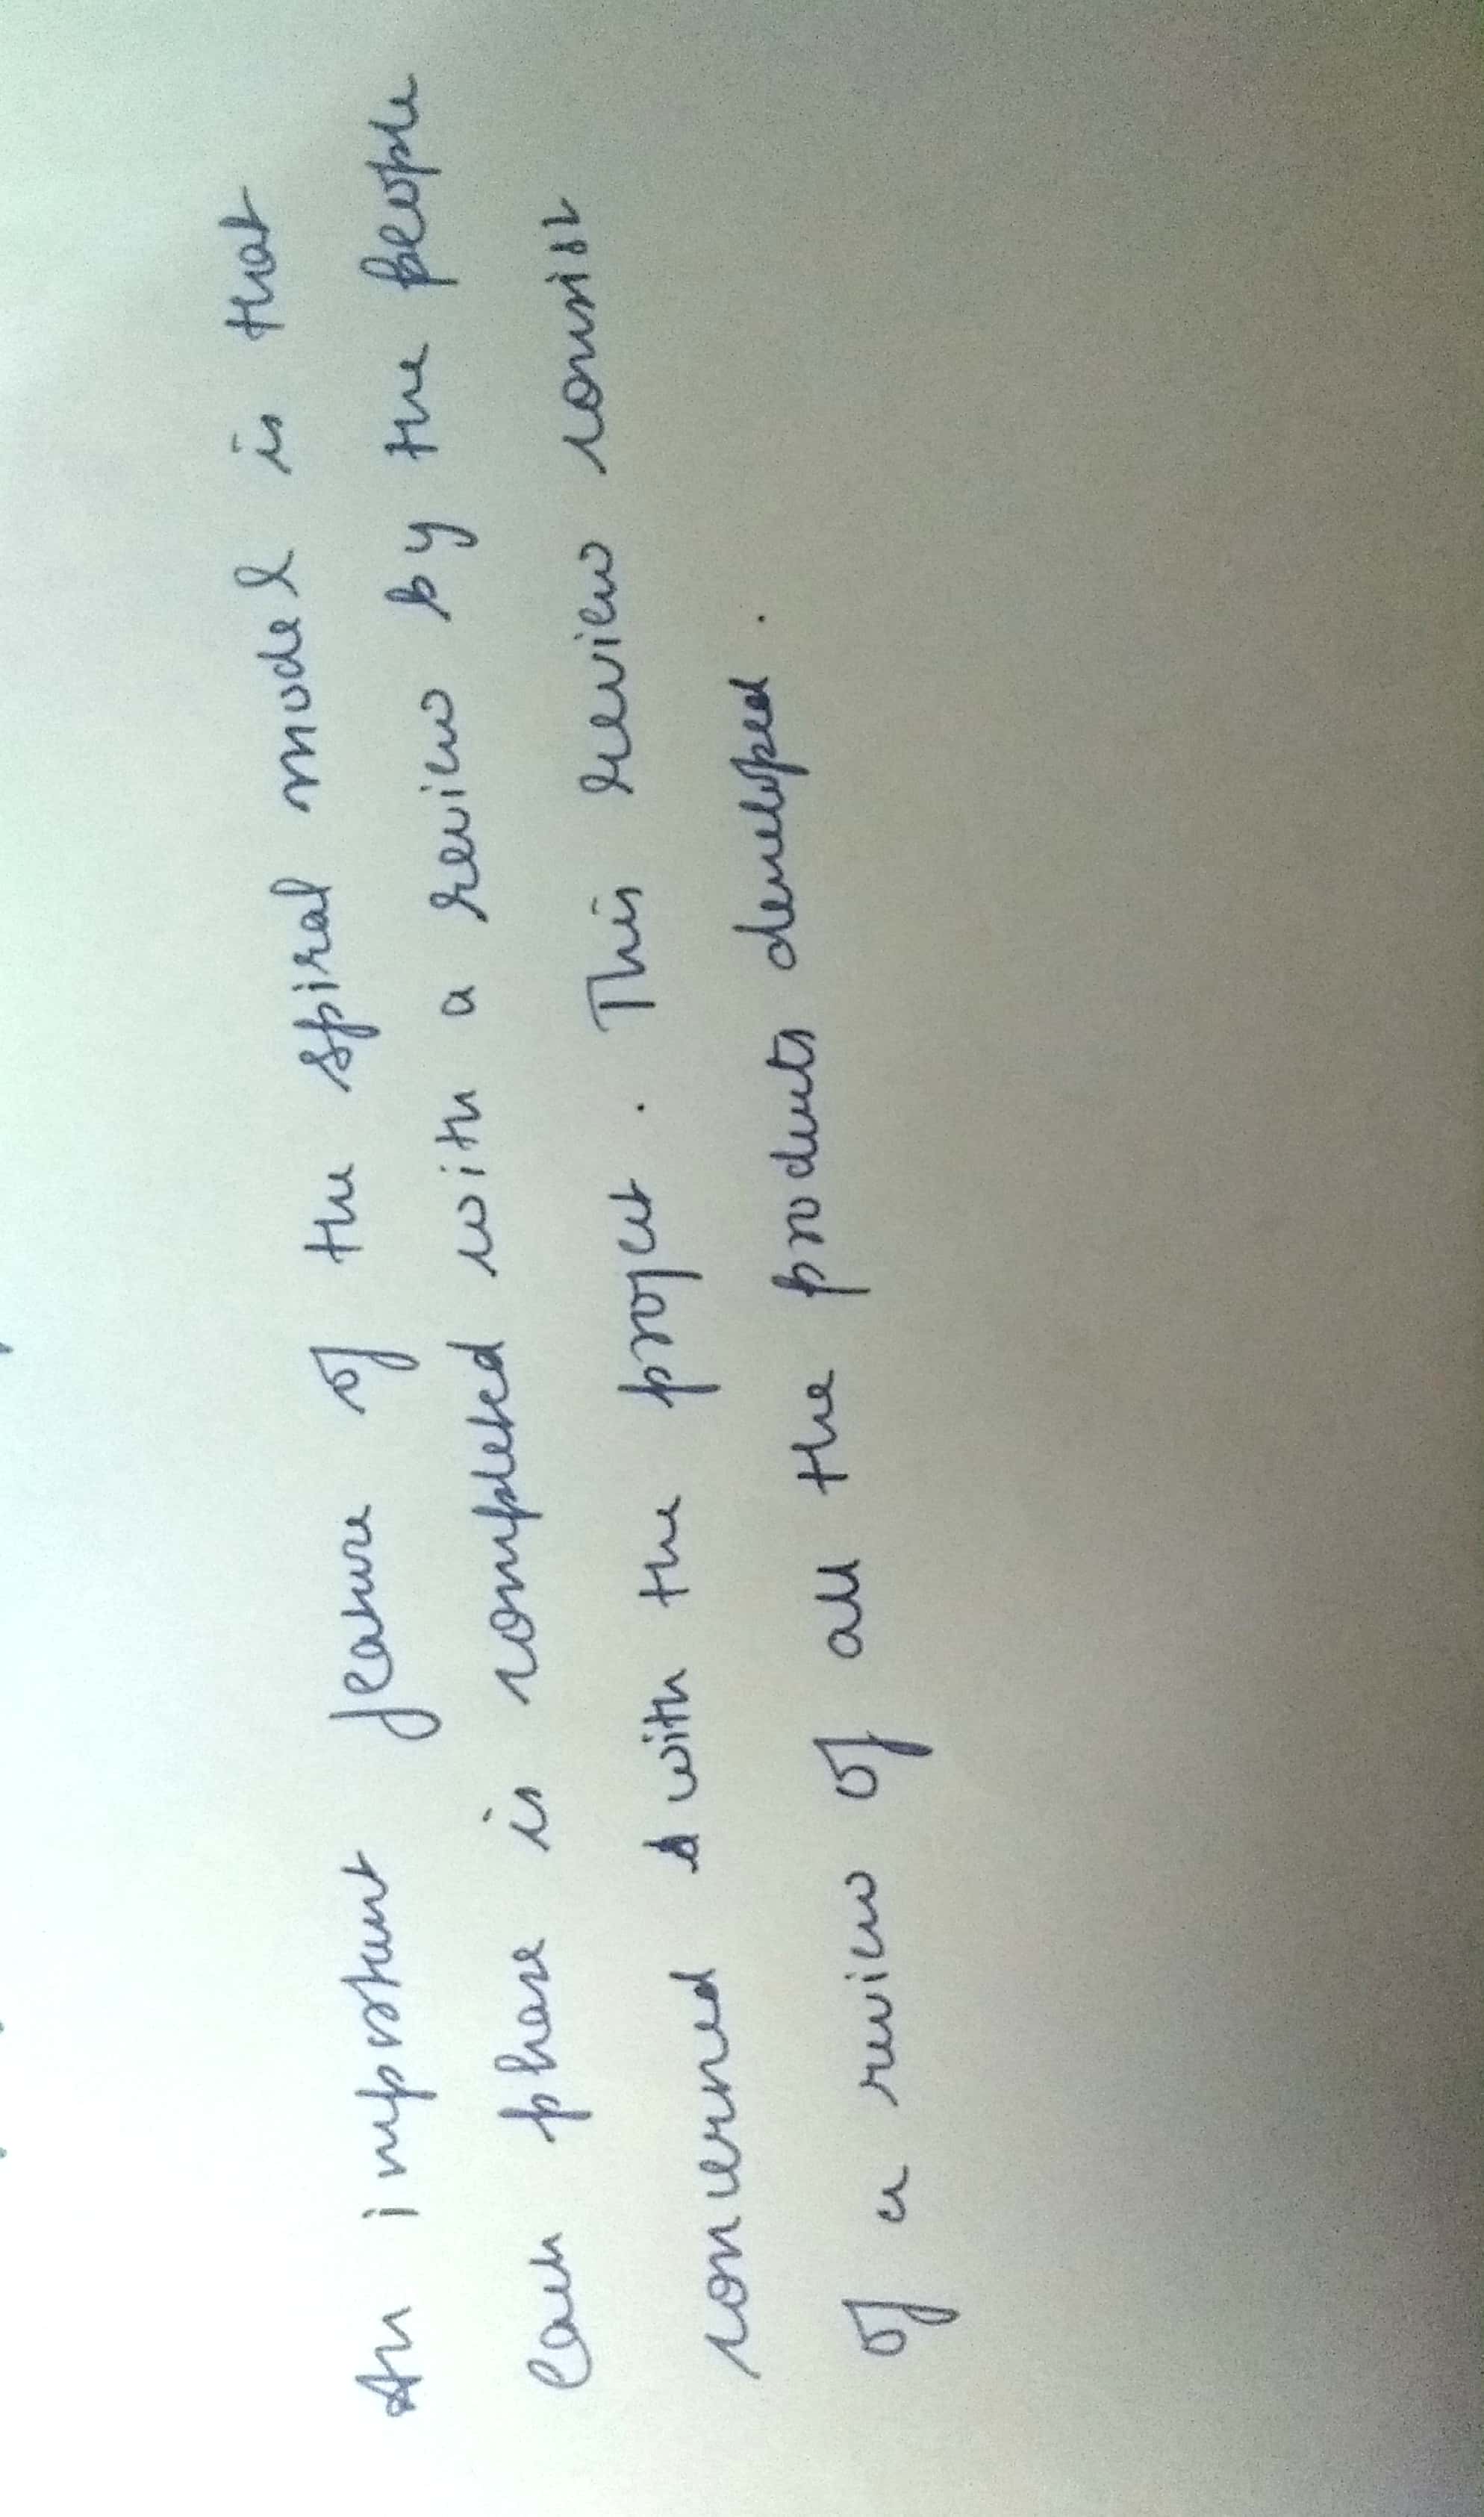 An important feature of the spiral model is that
each phase is completed with a review by the people
concerned with the project. This review consist
of a review of all the products developed.